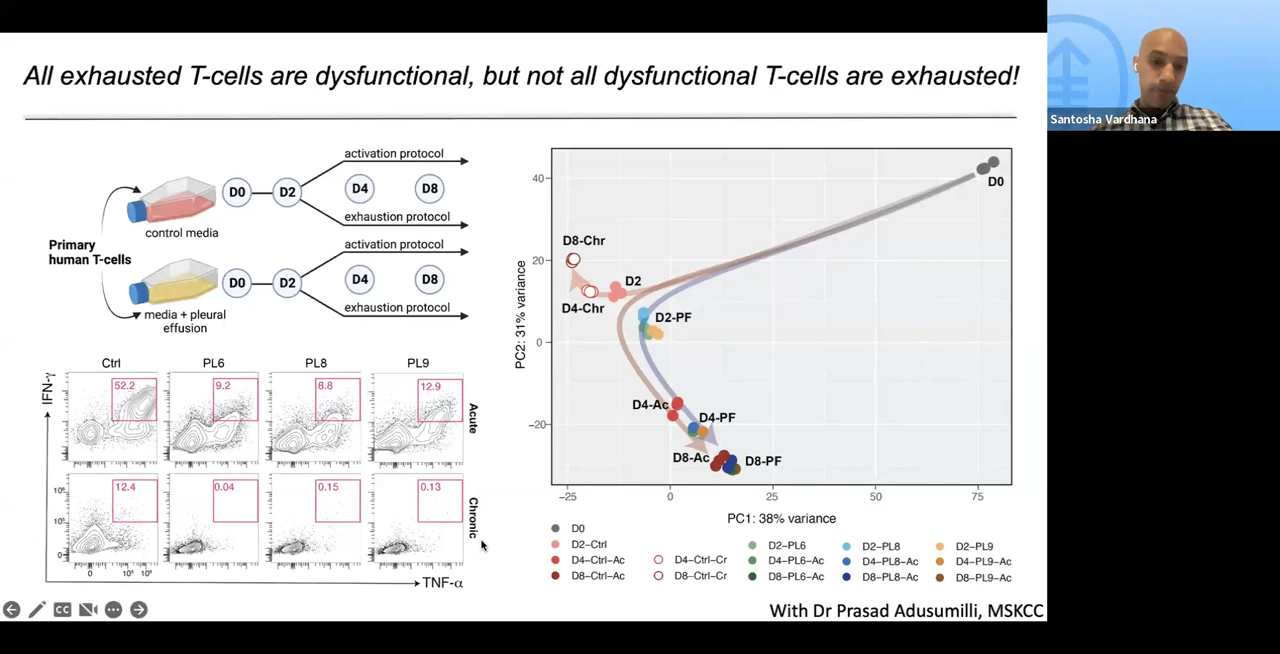 All exhausted T-cells are dysfunctional, but not all dysfunctional T-cells are exhausted!
Santosha Vardhana
Primary
human T-cells
control media
D0
D2
activation protocol
D4
D8
exhaustion protocol
media + pleural
effusion
D0
D2
activation protocol
D4
D8
exhaustion protocol
Ctrl
PL6
PL8
PL9
IFN-γ
52.2
9.2
8.8
12.9
Acute
12.4
0.04
0.15
0.13
Chronic
0
TNF-α
PC2: 31% variance
40
20
0
−20
D0
D8-Chr
D4-Chr
D2
D2-PF
D4-Ac
D4-PF
D8-Ac
D8-PF
−25
0
25
50
75
PC1: 38% variance
D0
D2−Ctrl
D2−PL6
D2−PL8
D2−PL9
D4−Ctrl−Ac
D4−Ctrl−Cr
D4−PL6−Ac
D4−PL8−Ac
D4−PL9−Ac
D8−Ctrl−Ac
D8−Ctrl−Cr
D8−PL6−Ac
D8−PL8−Ac
D8−PL9−Ac
CC
With Dr Prasad Adusumilli, MSKCC